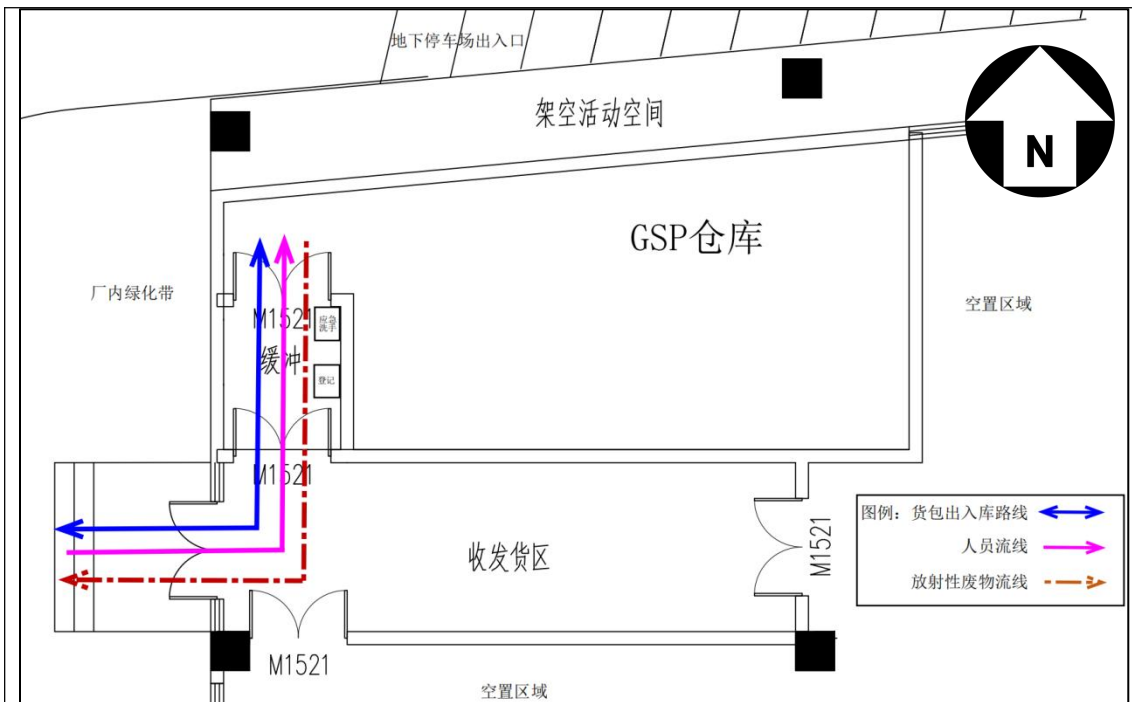 地下停车场出入口
架空活动空间
N
GSP仓库
厂内绿化带
空置区域
M1521
应急
洗手
缓冲
登记
M1521
图例：货包出入库路线
人员流线
放射性废物流线
收发货区
M1521
M1521
空置区域